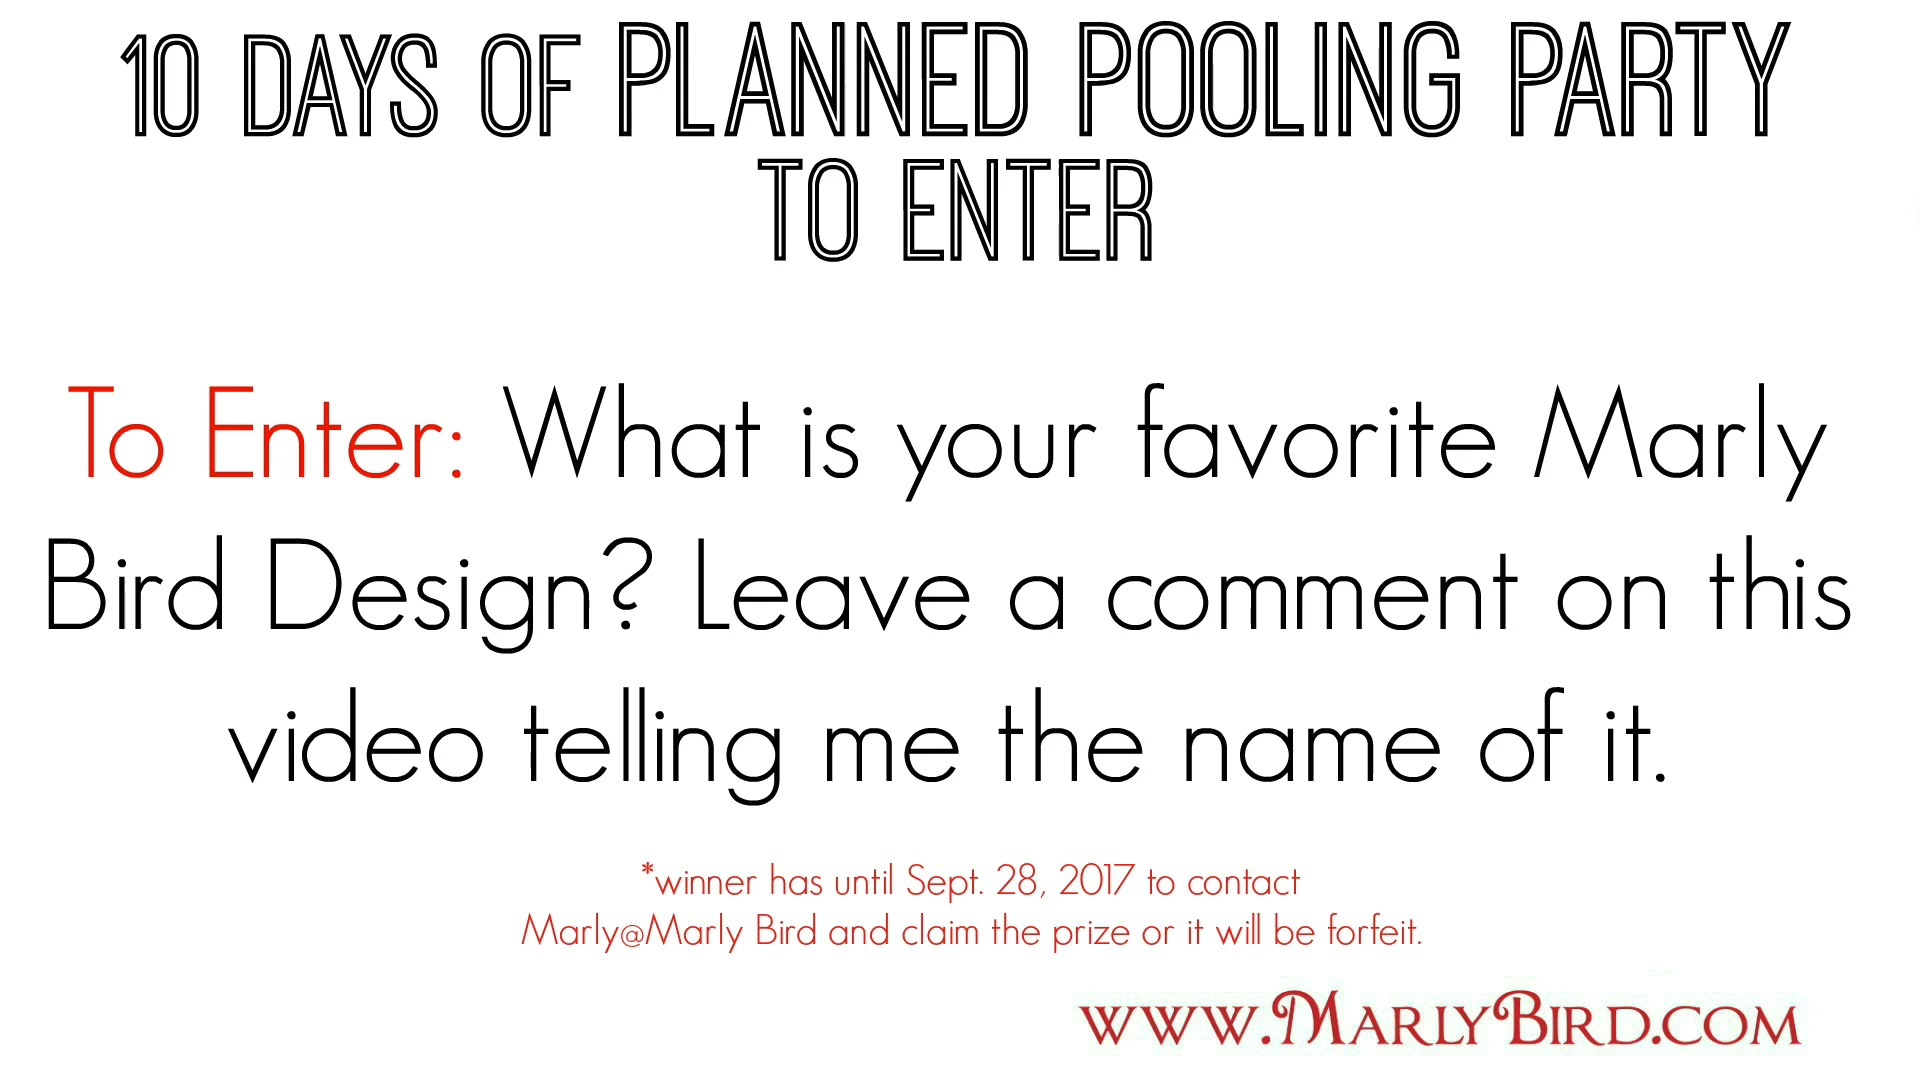 10 DAYS OF PLANNED POOLING PARTY
TO ENTER
To Enter: What is your favorite Marly
Bird Design? Leave a comment on this
video telling me the name of it.
*winner has until Sept. 28, 2017 to contact
Marly@Marly Bird and claim the prize or it will be forfeit.
www.MarlyBird.com